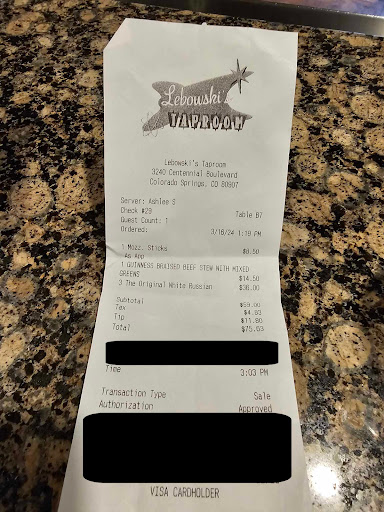 Lebowski's
TAPROOM
Lebowski's Taproom
3240 Centennial Boulevard
Colorado Springs, CO 80907
Server: Ashlee S
Check #29 Table B7
Guest Count: 1
Ordered: 3/16/24 1:19 PM
1 Mozz. Sticks $8.50
As App
1 GUINNESS BRAISED BEEF STEW WITH MIXED
GREENS $14.50
3 The Original White Russian $36.00
Subtotal $59.00
Tax $4.83
Tip $11.80
Total $75.63
Time 3:03 PM
Transaction Type Sale
Authorization Approved
VISA CARDHOLDER